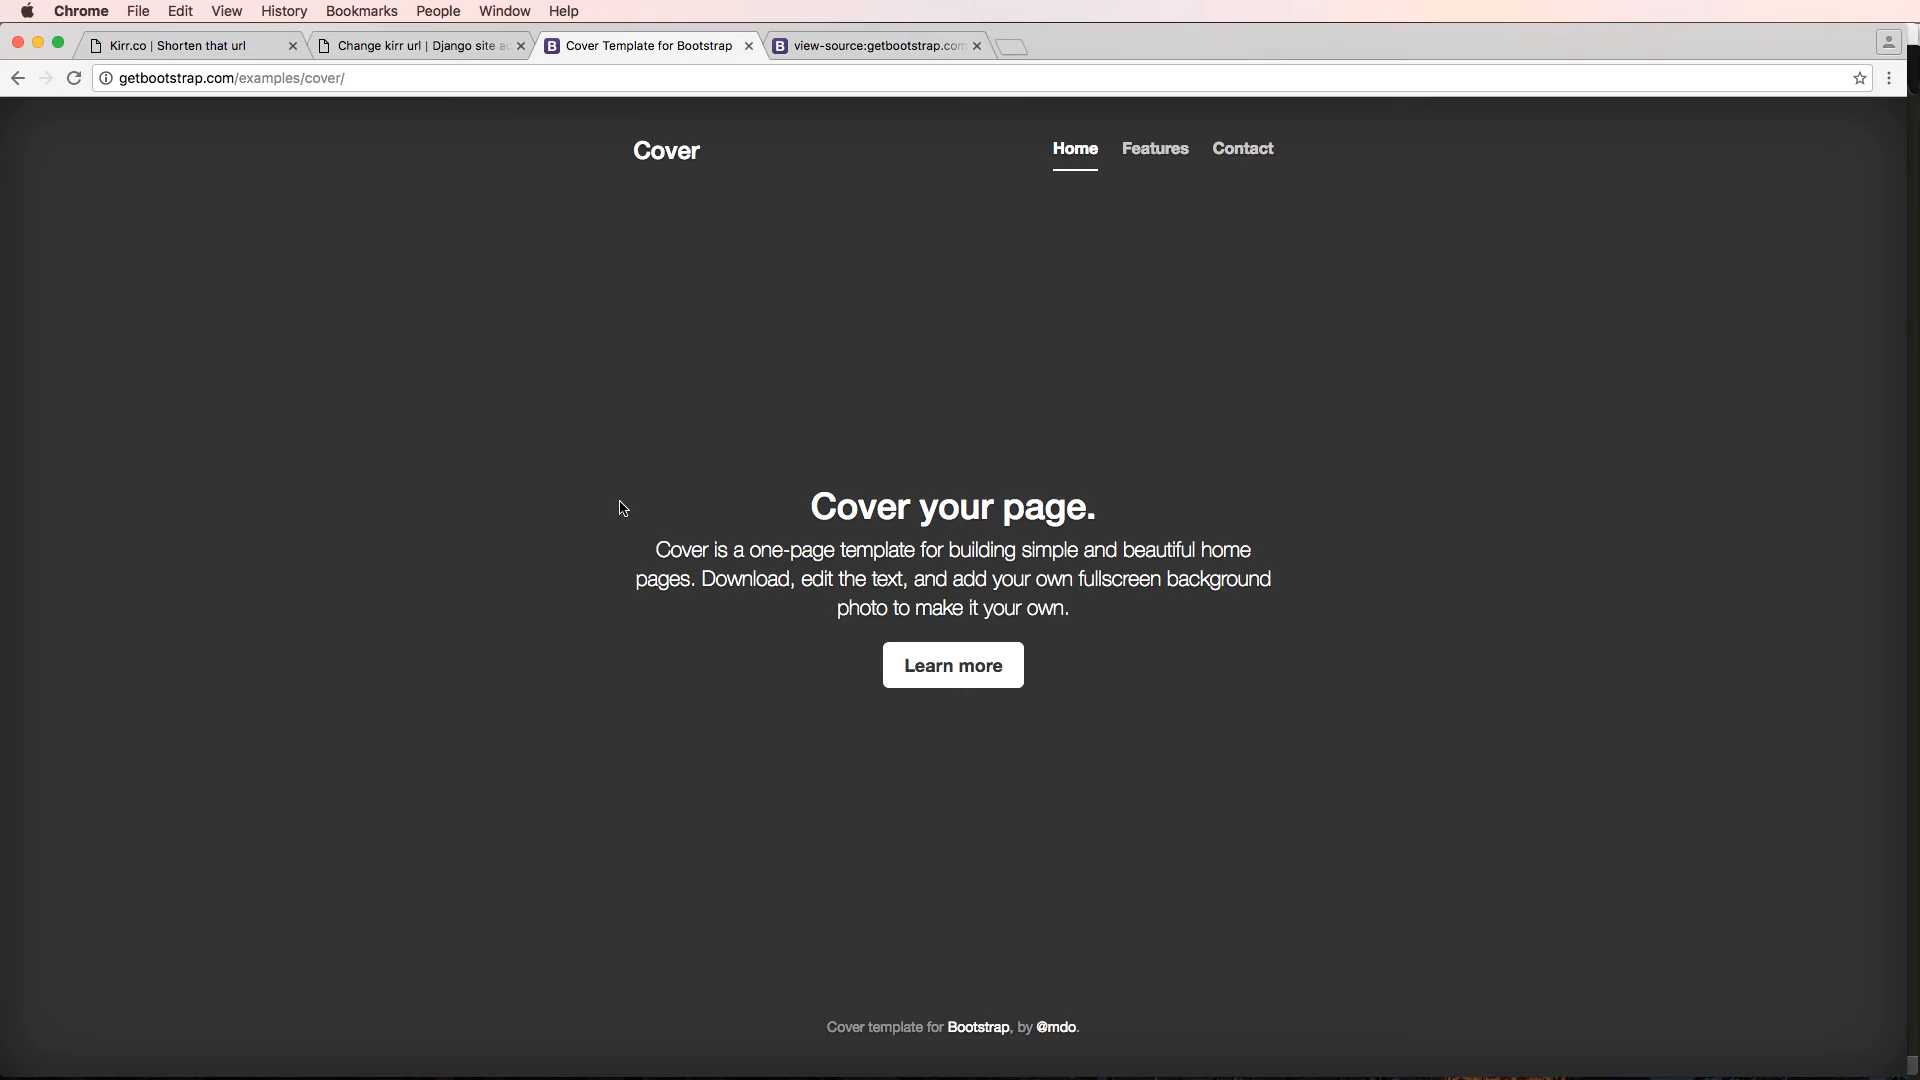 Chrome File Edit View History Bookmarks People Window Help
Kirr.co | Shorten that url
Change kirr url | Django site ac
B Cover Template for Bootstrap
B view-source:getbootstrap.com
getbootstrap.com/examples/cover/
Cover
Home Features Contact
Cover your page.
Cover is a one-page template for building simple and beautiful home
pages. Download, edit the text, and add your own fullscreen background
photo to make it your own.
Learn more
Cover template for Bootstrap, by @mdo.